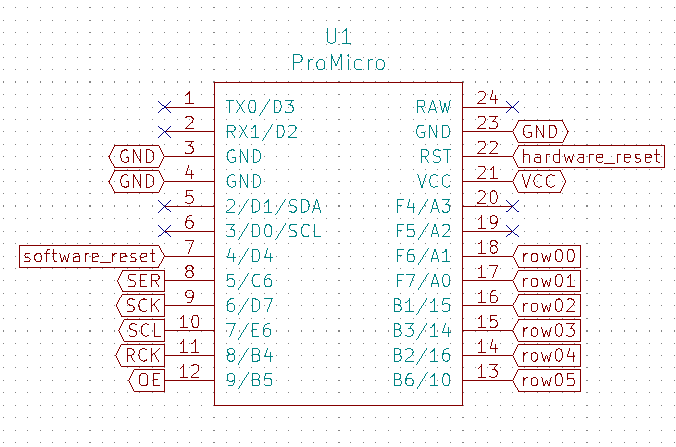 U1
ProMicro
1 TX0/D3 RAW 24
2 RX1/D2 GND 23 GND
GND 3 GND RST 22 hardware_reset
GND 4 GND VCC 21 VCC
5 2/D1/SDA F4/A3 20
6 3/D0/SCL F5/A2 19
software_reset 7 4/D4 F6/A1 18 row00
SER 8 5/C6 F7/A0 17 row01
SCK 9 6/D7 B1/15 16 row02
SCL 10 7/E6 B3/14 15 row03
RCK 11 8/B4 B2/16 14 row04
OE 12 9/B5 B6/10 13 row05